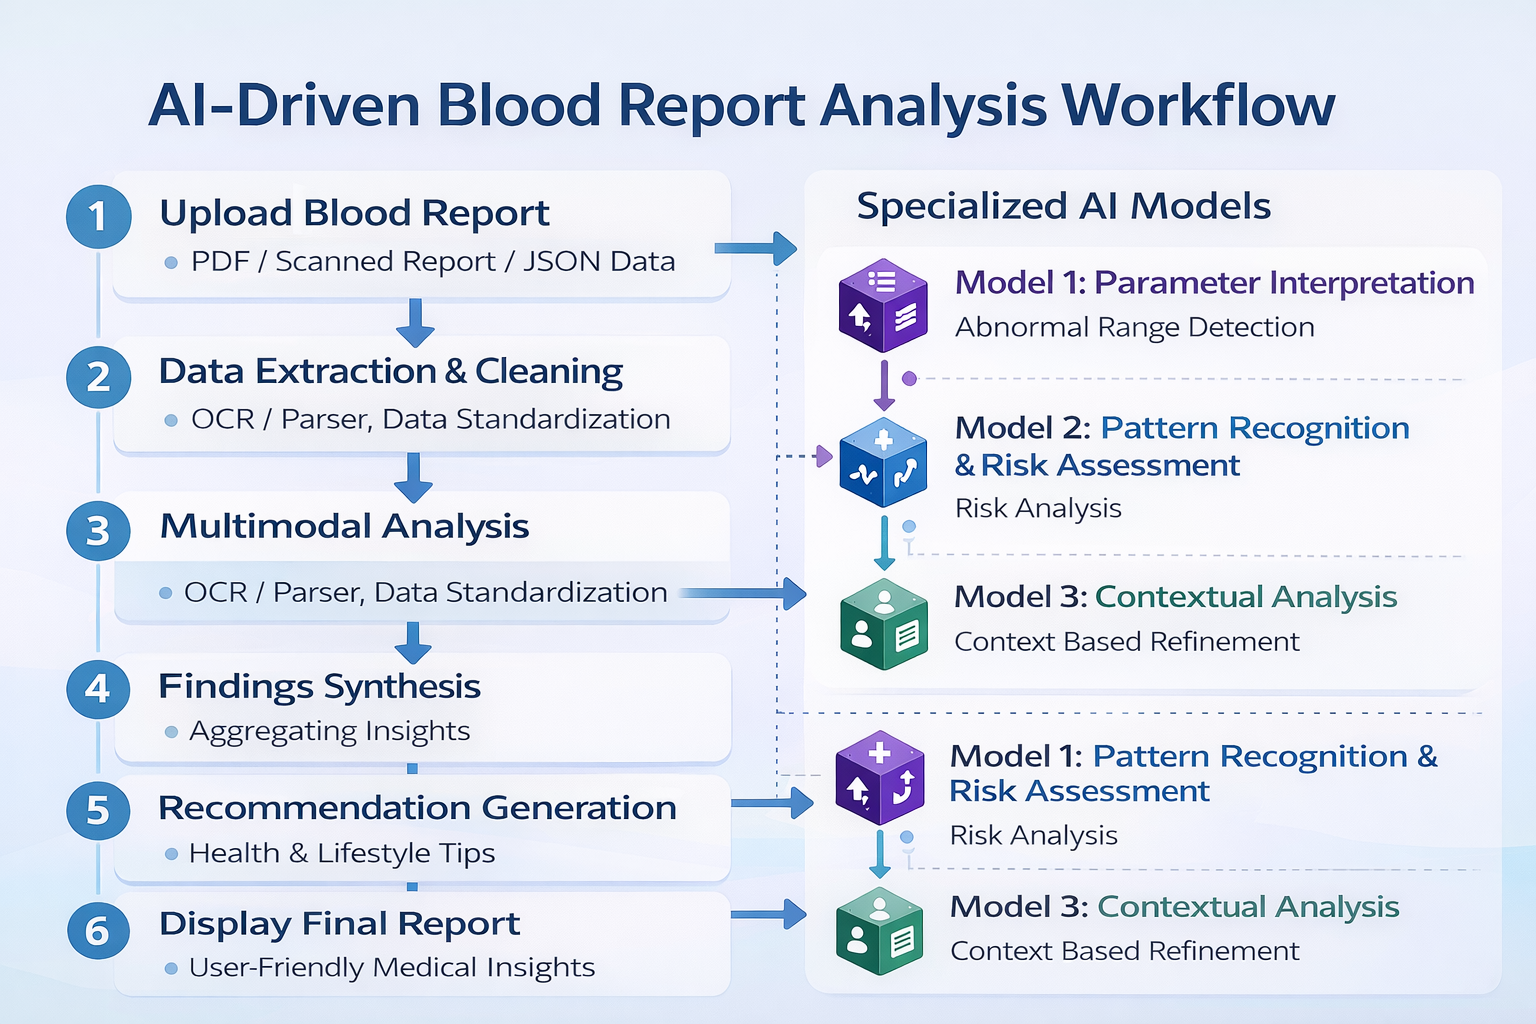 AI-Driven Blood Report Analysis Workflow
1
Upload Blood Report
PDF / Scanned Report / JSON Data
2
Data Extraction & Cleaning
OCR / Parser, Data Standardization
3
Multimodal Analysis
OCR / Parser, Data Standardization
4
Findings Synthesis
Aggregating Insights
5
Recommendation Generation
Health & Lifestyle Tips
6
Display Final Report
User-Friendly Medical Insights
Specialized AI Models
Model 1: Parameter Interpretation
Abnormal Range Detection
Model 2: Pattern Recognition
& Risk Assessment
Risk Analysis
Model 3: Contextual Analysis
Context Based Refinement
Model 1: Pattern Recognition &
Risk Assessment
Risk Analysis
Model 3: Contextual Analysis
Context Based Refinement